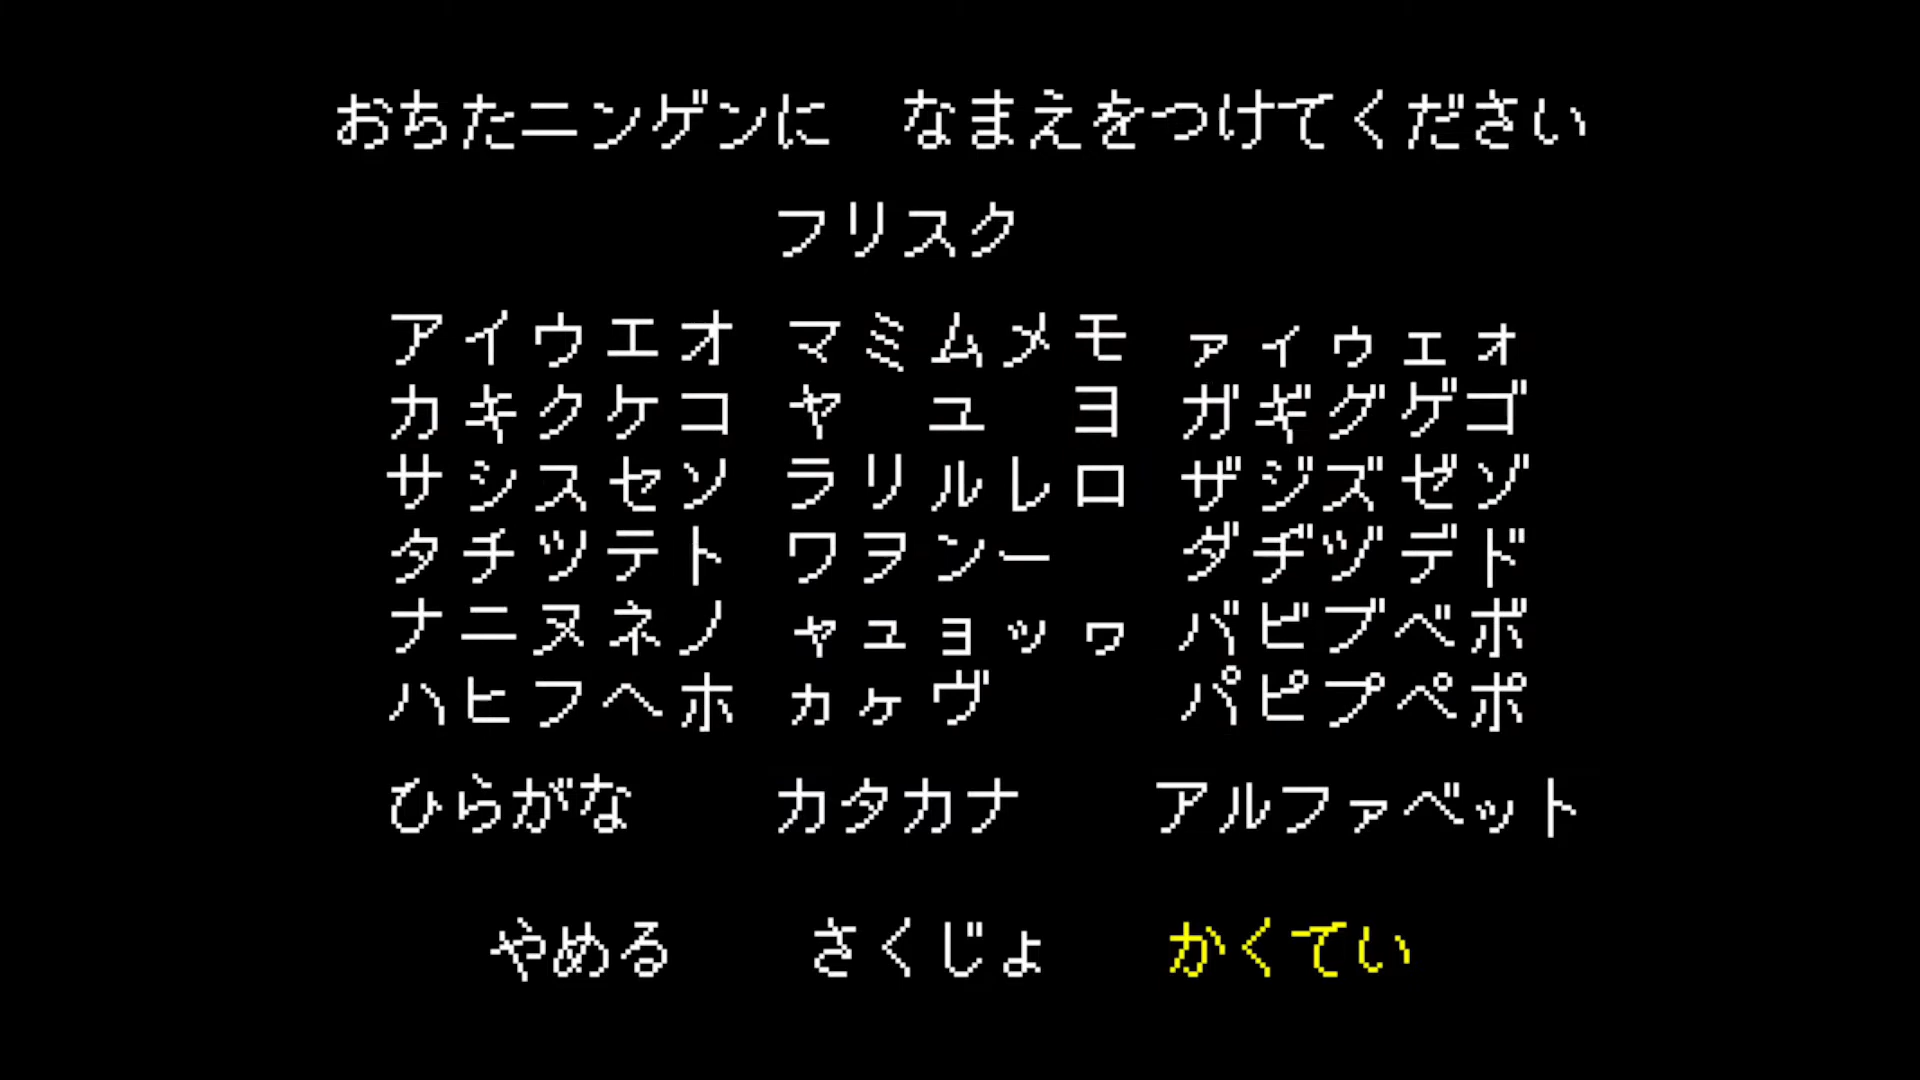 おちたニンゲンに　なまえをつけてください
フリスク
アイウエオ マミムメモ ァィゥェォ
カキクケコ ヤ ユ ヨ ガギグゲゴ
サシスセソ ラリルレロ ザジズゼゾ
タチツテト ワヲンー ダヂヅデド
ナニヌネノ ャュョッヮ バビブベボ
ハヒフヘホ ヵヶヴ パピプペポ
ひらがな カタカナ アルファベット
やめる さくじょ かくてい